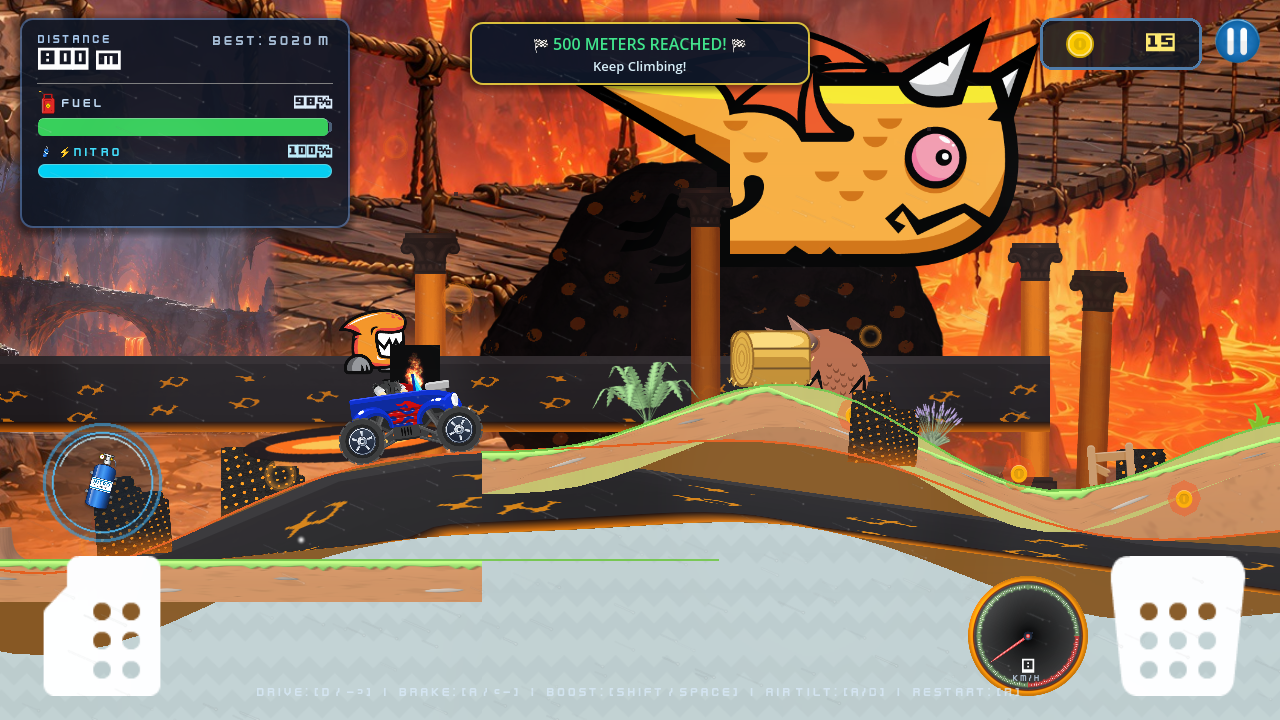 DISTANCE
800 m
BEST: 5020 M
FUEL
98%
NITRO
100%
500 METERS REACHED!
Keep Climbing!
15
8
KM/H
DRIVE: [D / ->] | BRAKE: [A / <-] | BOOST: [SHIFT / SPACE] | AIR TILT: [A/D] | RESTART: [R]